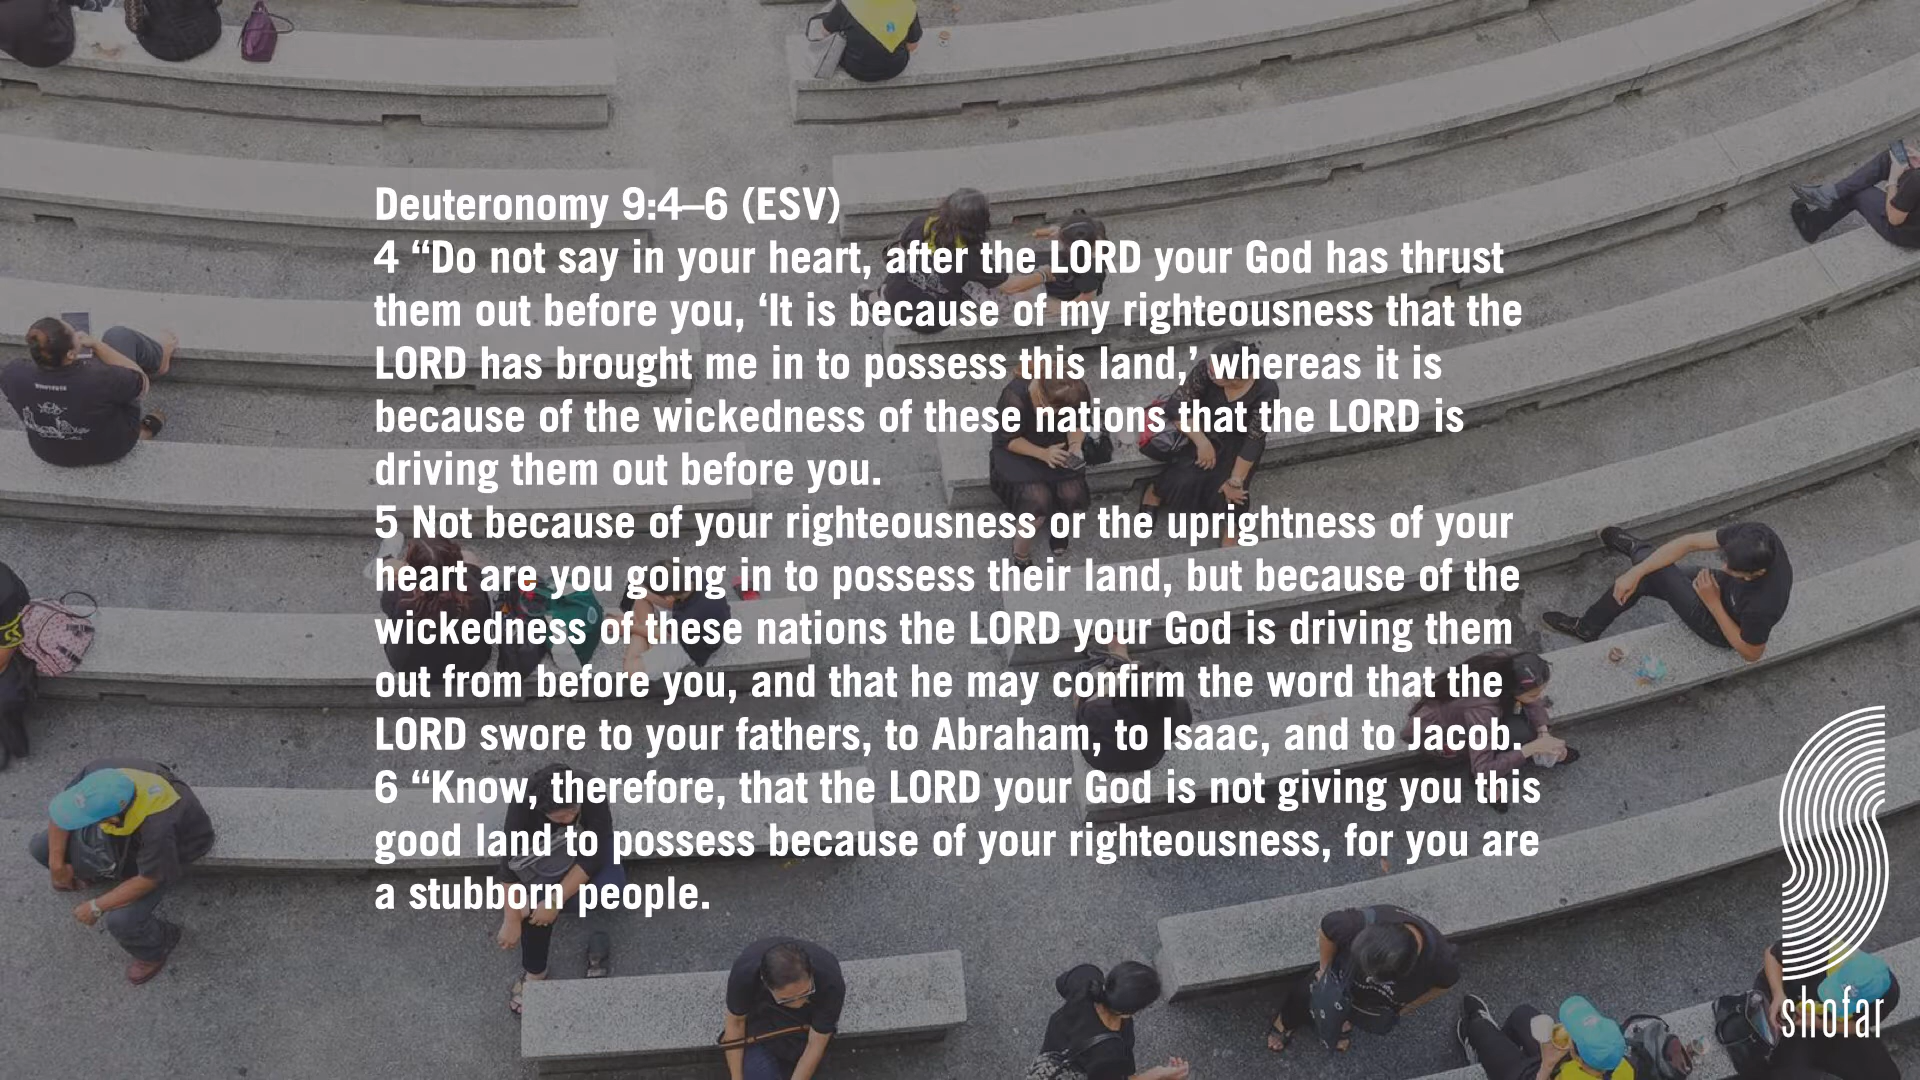 Deuteronomy 9:4–6 (ESV)
4 “Do not say in your heart, after the LORD your God has thrust
them out before you, ‘It is because of my righteousness that the
LORD has brought me in to possess this land,’ whereas it is
because of the wickedness of these nations that the LORD is
driving them out before you.
5 Not because of your righteousness or the uprightness of your
heart are you going in to possess their land, but because of the
wickedness of these nations the LORD your God is driving them
out from before you, and that he may confirm the word that the
LORD swore to your fathers, to Abraham, to Isaac, and to Jacob.
6 “Know, therefore, that the LORD your God is not giving you this
good land to possess because of your righteousness, for you are
a stubborn people.
shofar